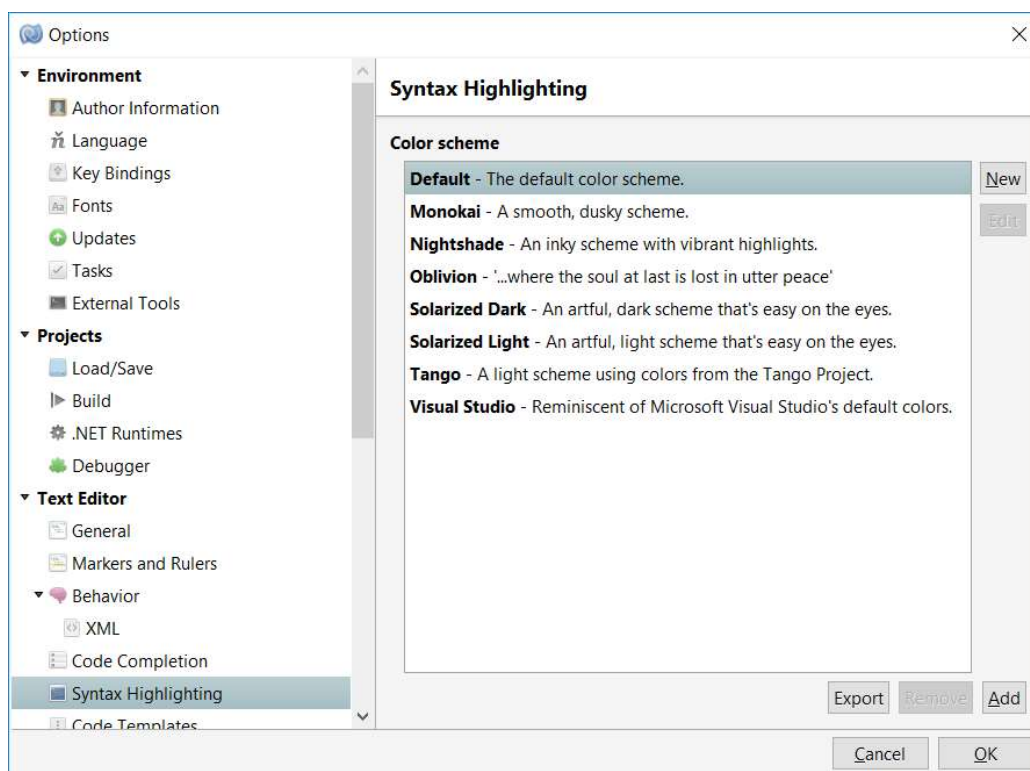 Options
Environment
Author Information
ň Language
Key Bindings
Aa Fonts
Updates
Tasks
External Tools
Projects
Load/Save
Build
.NET Runtimes
Debugger
Text Editor
General
Markers and Rulers
Behavior
XML
Code Completion
Syntax Highlighting
Code Templates
Syntax Highlighting
Color scheme
Default - The default color scheme.
Monokai - A smooth, dusky scheme.
Nightshade - An inky scheme with vibrant highlights.
Oblivion - '...where the soul at last is lost in utter peace'
Solarized Dark - An artful, dark scheme that's easy on the eyes.
Solarized Light - An artful, light scheme that's easy on the eyes.
Tango - A light scheme using colors from the Tango Project.
Visual Studio - Reminiscent of Microsoft Visual Studio's default colors.
New
Edit
Export Remove Add
Cancel OK